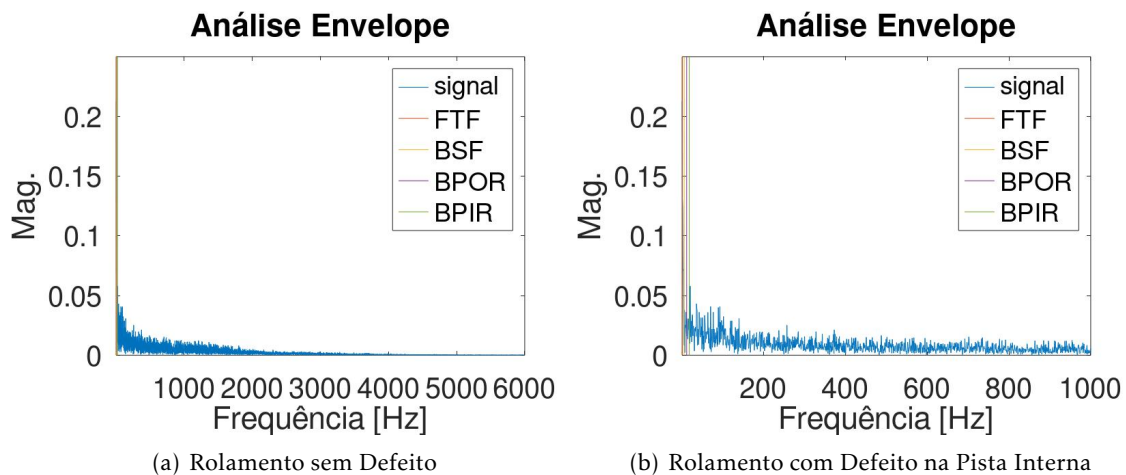 Análise Envelope
signal
FTF
BSF
BPOR
BPIR
0.2
0.15
0.1
0.05
0
Mag.
1000 2000 3000 4000 5000 6000
Frequência [Hz]
(a) Rolamento sem Defeito
Análise Envelope
signal
FTF
BSF
BPOR
BPIR
0.2
0.15
0.1
0.05
0
Mag.
200 400 600 800 1000
Frequência [Hz]
(b) Rolamento com Defeito na Pista Interna